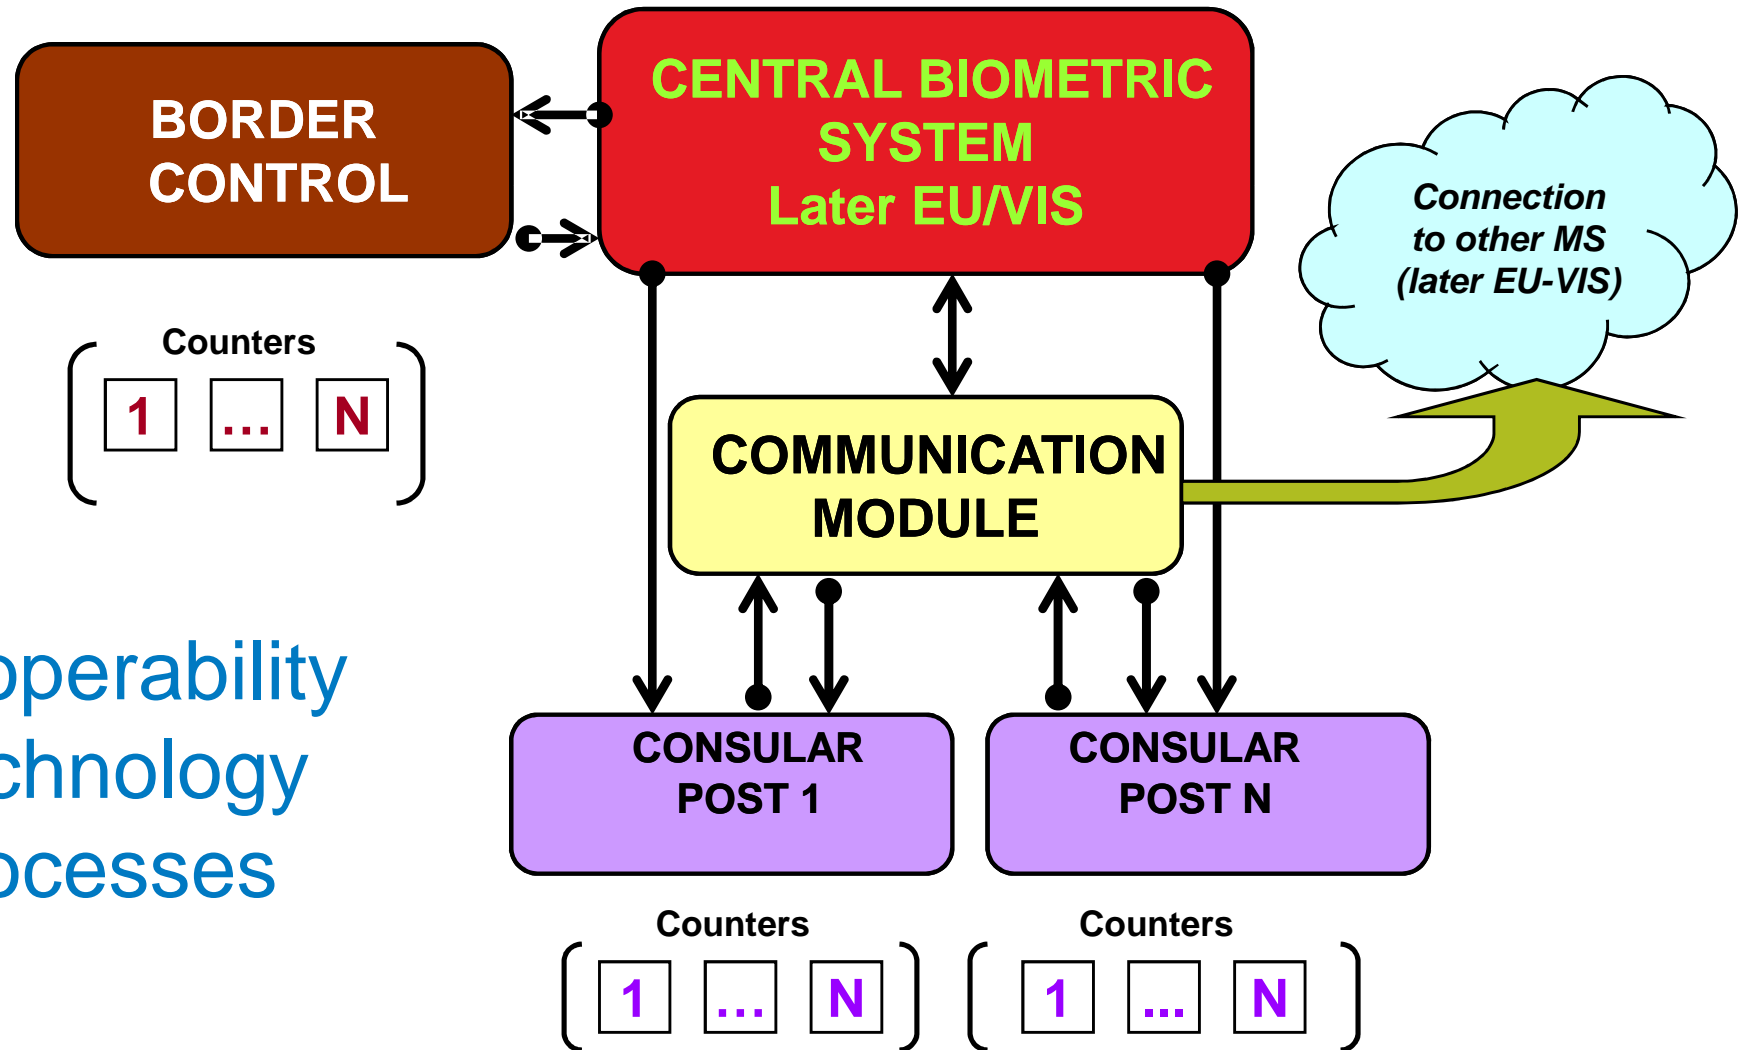 CENTRAL BIOMETRIC
SYSTEM
Later EU/VIS
BORDER
CONTROL
Connection
to other MS
(later EU-VIS)
Counters
1 ... N
COMMUNICATION
MODULE
operability
chnology
ocesses
CONSULAR
POST 1
CONSULAR
POST N
Counters
1 ... N
Counters
1 ... N